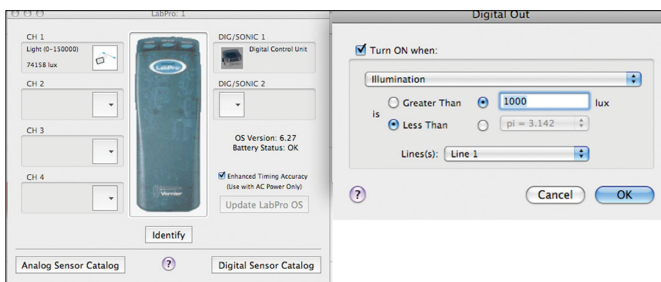 LabPro: 1
CH 1
Light (0-150000)
74158 lux
CH 2
CH 3
CH 4
LabPro
Vernier
DIG/SONIC 1
Digital Control Unit
DIG/SONIC 2
OS Version: 6.27
Battery Status: OK
Enhanced Timing Accuracy
(Use with AC Power Only)
Update LabPro OS
Identify
Analog Sensor Catalog
?
Digital Sensor Catalog
Digital Out
Turn ON when:
Illumination
is
Greater Than
1000
lux
Less Than
pi = 3.142
Lines(s):
Line 1
?
Cancel
OK